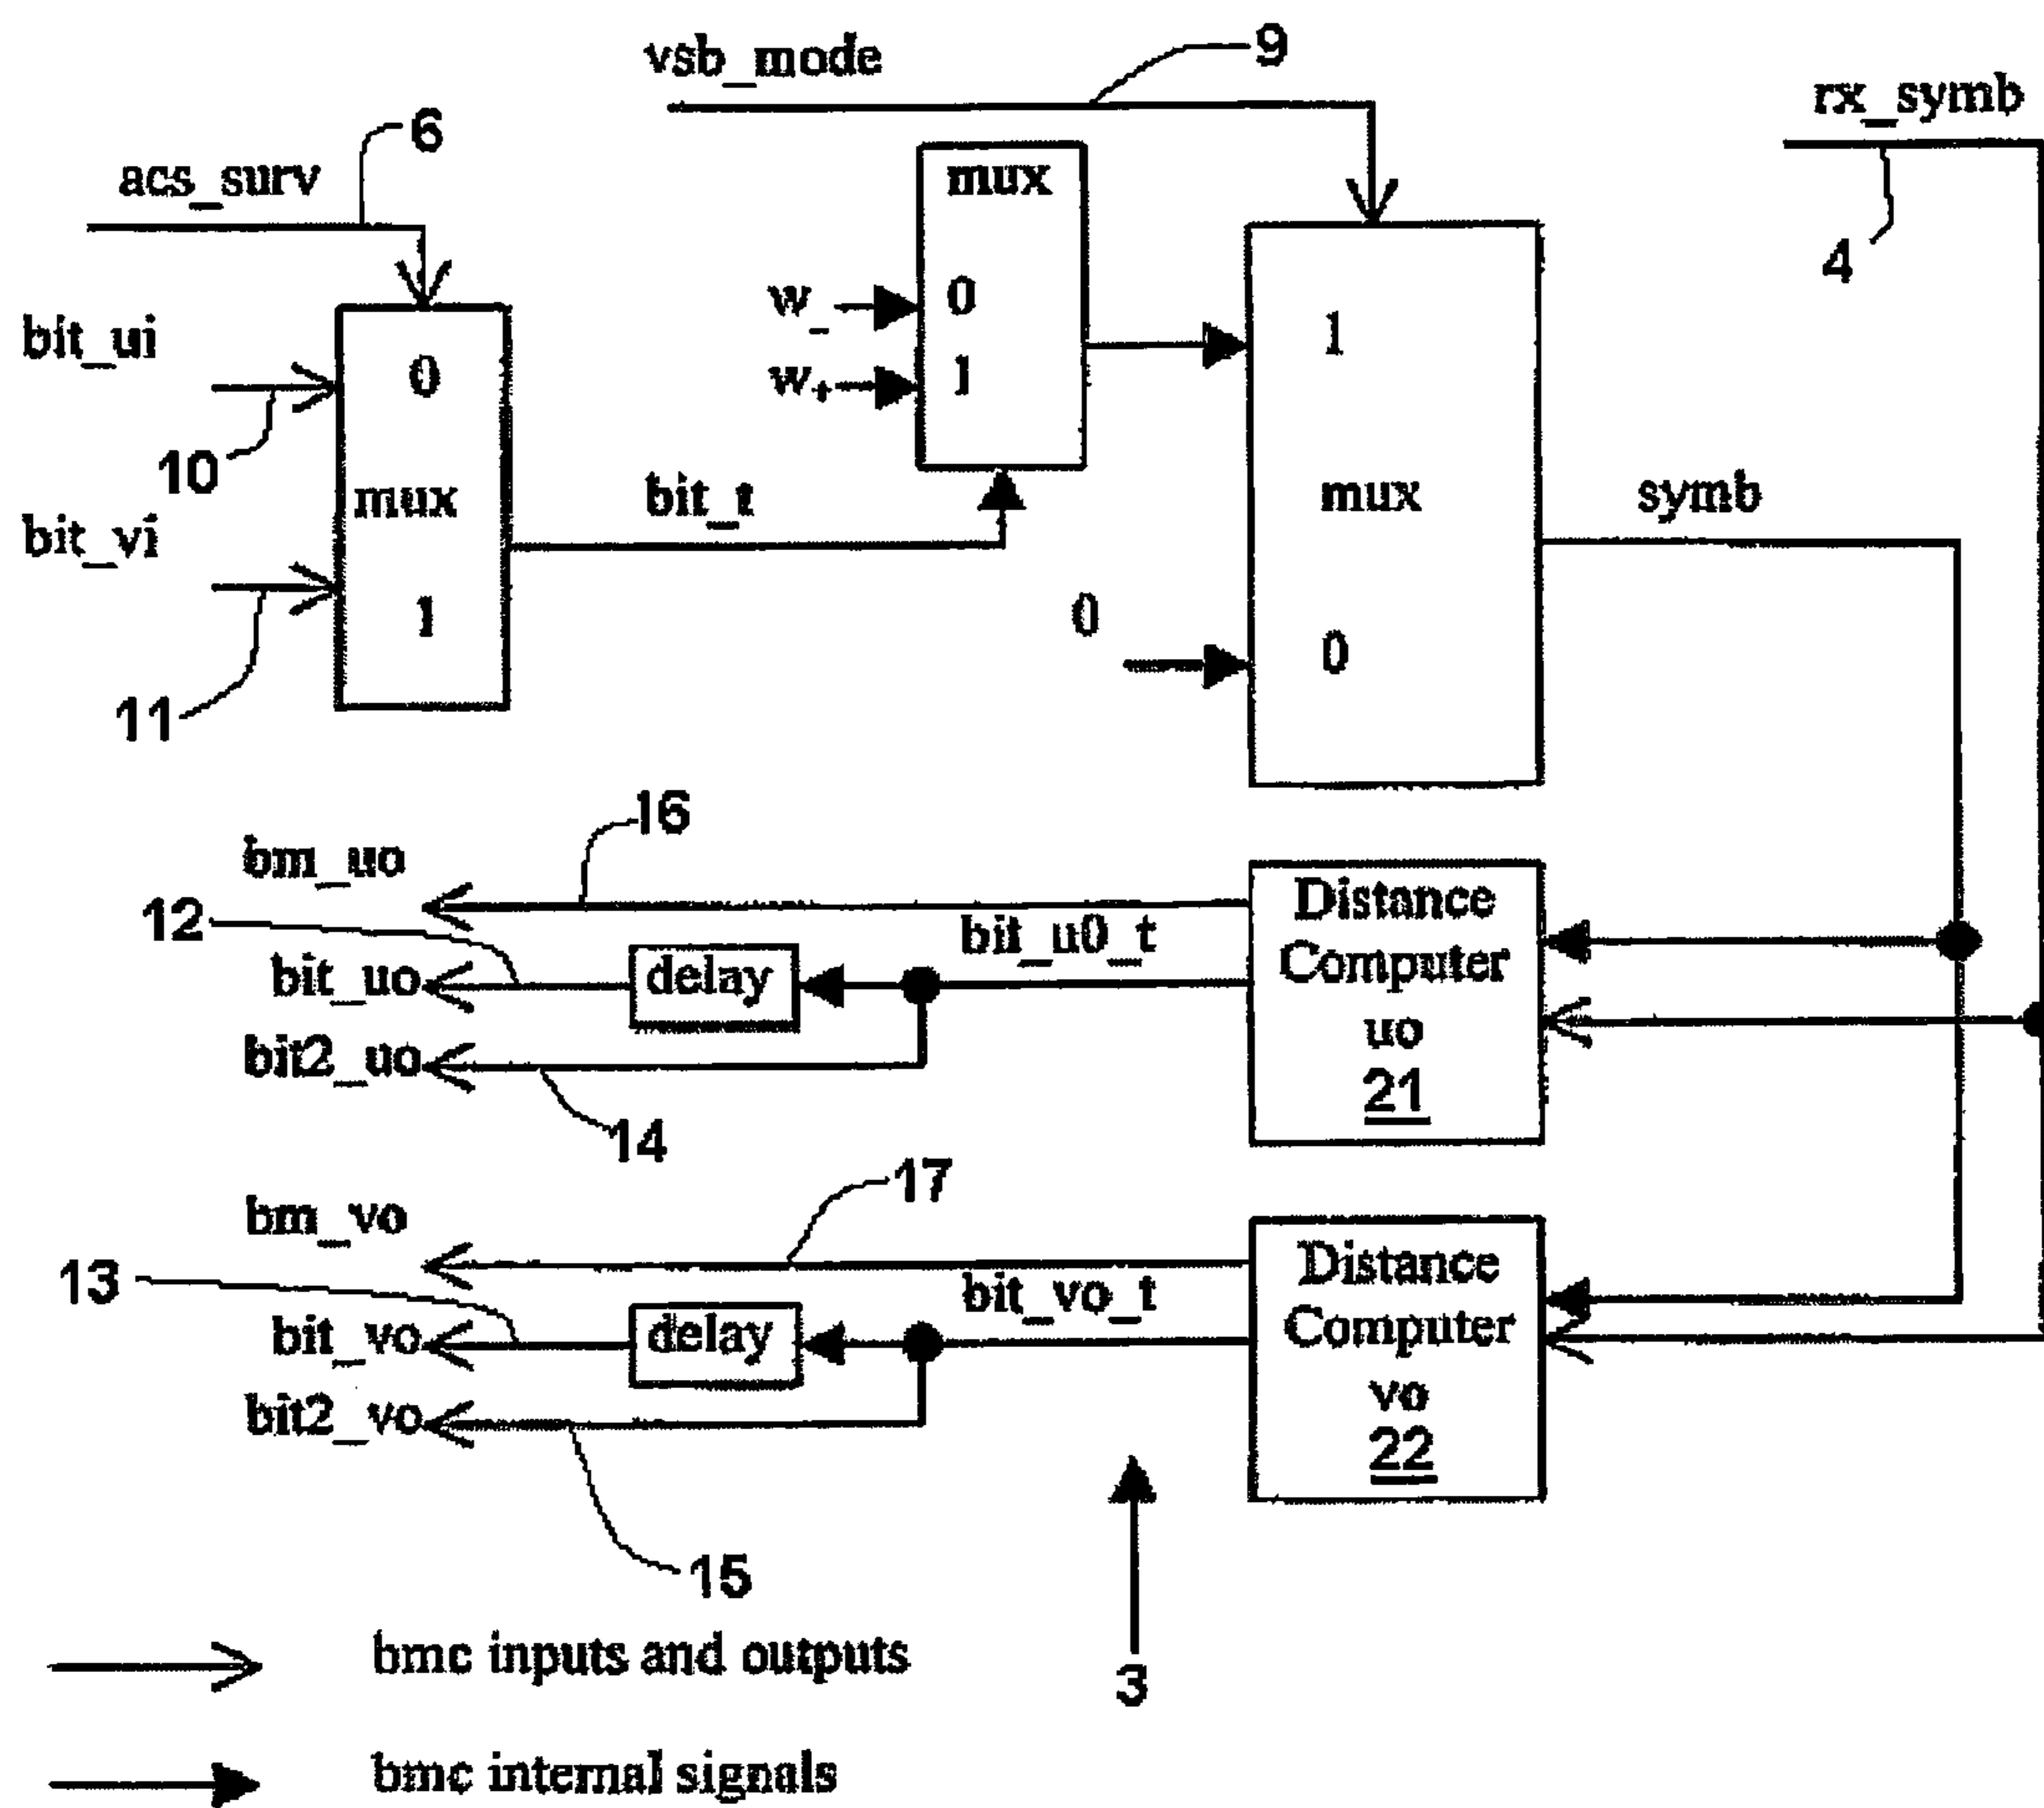 vsb_mode
9
rx_symb
6
acs_surv
mux
4
w_
0
1
bit_ui
0
w+
1
10
mux
bit_t
mux
symb
bit_vi
1
0
0
11
16
bm_uo
Distance
12
bit_u0_t
Computer
bit_uo
delay
uo
bit2_uo
21
14
17
bm_vo
Distance
13
bit_vo_t
Computer
bit_vo
delay
vo
bit2_vo
22
15
bmc inputs and outputs
3
bmc internal signals